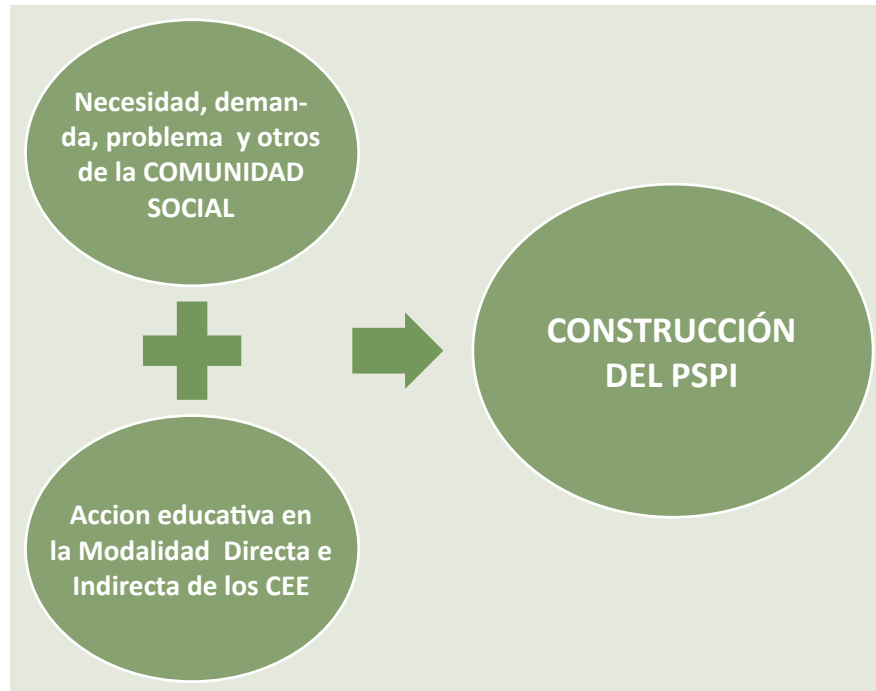 Necesidad, deman-
da, problema y otros
de la COMUNIDAD
SOCIAL
Accion educativa en
la Modalidad Directa e
Indirecta de los CEE
CONSTRUCCIÓN
DEL PSPI